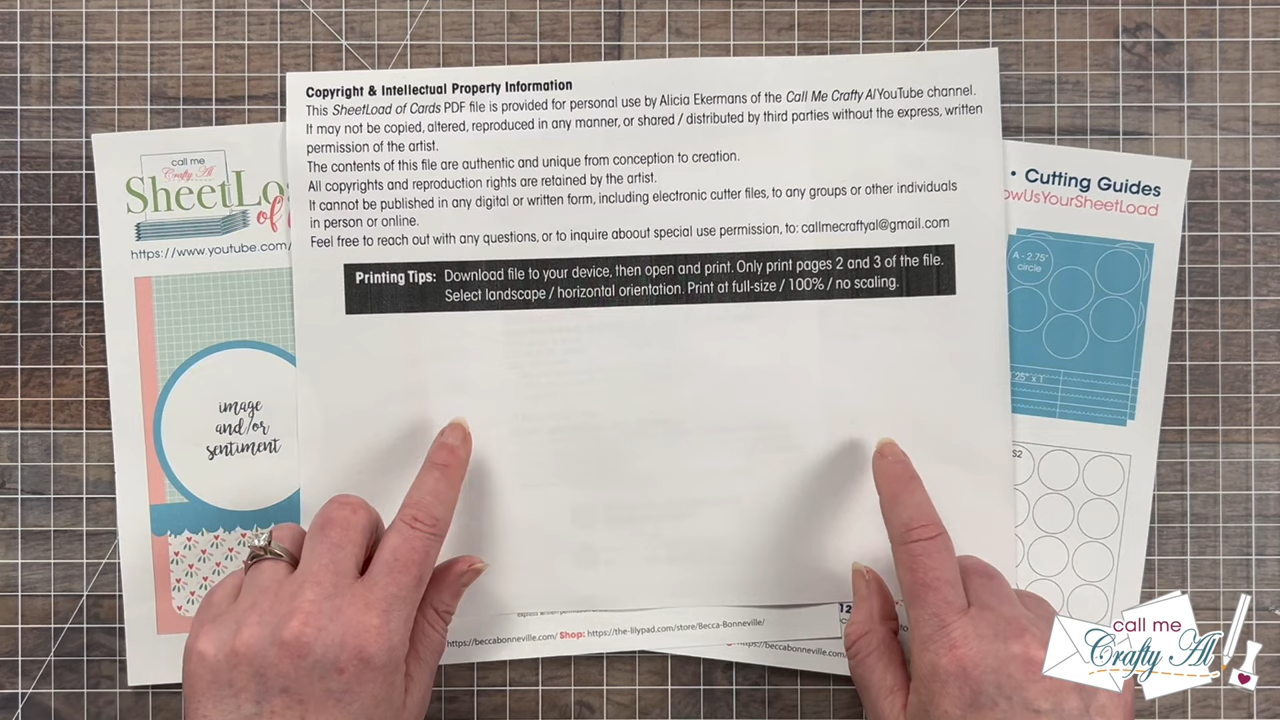 Copyright & Intellectual Property Information
This SheetLoad of Cards PDF file is provided for personal use by Alicia Ekermans of the Call Me Crafty Al YouTube channel.
It may not be copied, altered, reproduced in any manner, or shared / distributed by third parties without the express, written
permission of the artist.
The contents of this file are authentic and unique from conception to creation.
All copyrights and reproduction rights are retained by the artist.
It cannot be published in any digital or written form, including electronic cutter files, to any groups or other individuals
in person or online.
Feel free to reach out with any questions, or to inquire aboout special use permission, to: callmecraftyal@gmail.com
Printing Tips: Download file to your device, then open and print. Only print pages 2 and 3 of the file.
Select landscape / horizontal orientation. Print at full-size / 100% / no scaling.
call me
Crafty Al
SheetLo
of
https://www.youtube.com/
image
and/or
sentiment
• Cutting Guides
owUsYourSheetLoad
A - 2.75"
circle
25" x 1"
S2
https://beccabonneville.com/ Shop: https://the-lilypad.com/store/Becca-Bonneville/
12
to
https://beccabonneville.com/
call me
Crafty Al